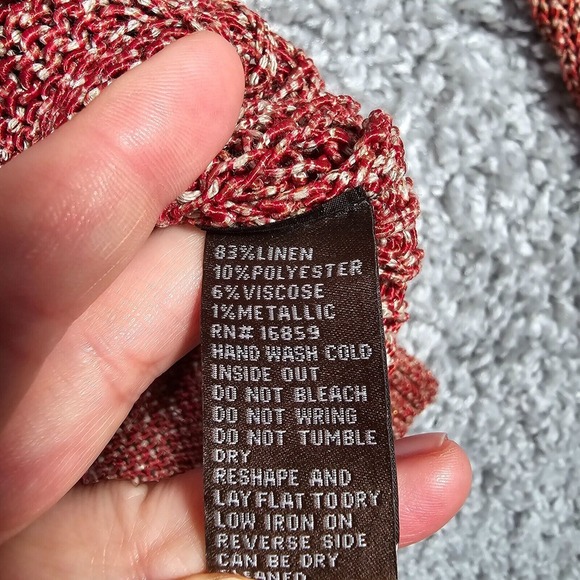 83%LINEN
10%POLYESTER
6%VISCOSE
1%METALLIC
RN# 16859
HAND WASH COLD
INSIDE OUT
DO NOT BLEACH
DO NOT WRING
DO NOT TUMBLE
DRY
RESHAPE AND
LAY FLAT TO DRY
LOW IRON ON
REVERSE SIDE
CAN BE DRY
CLEANED